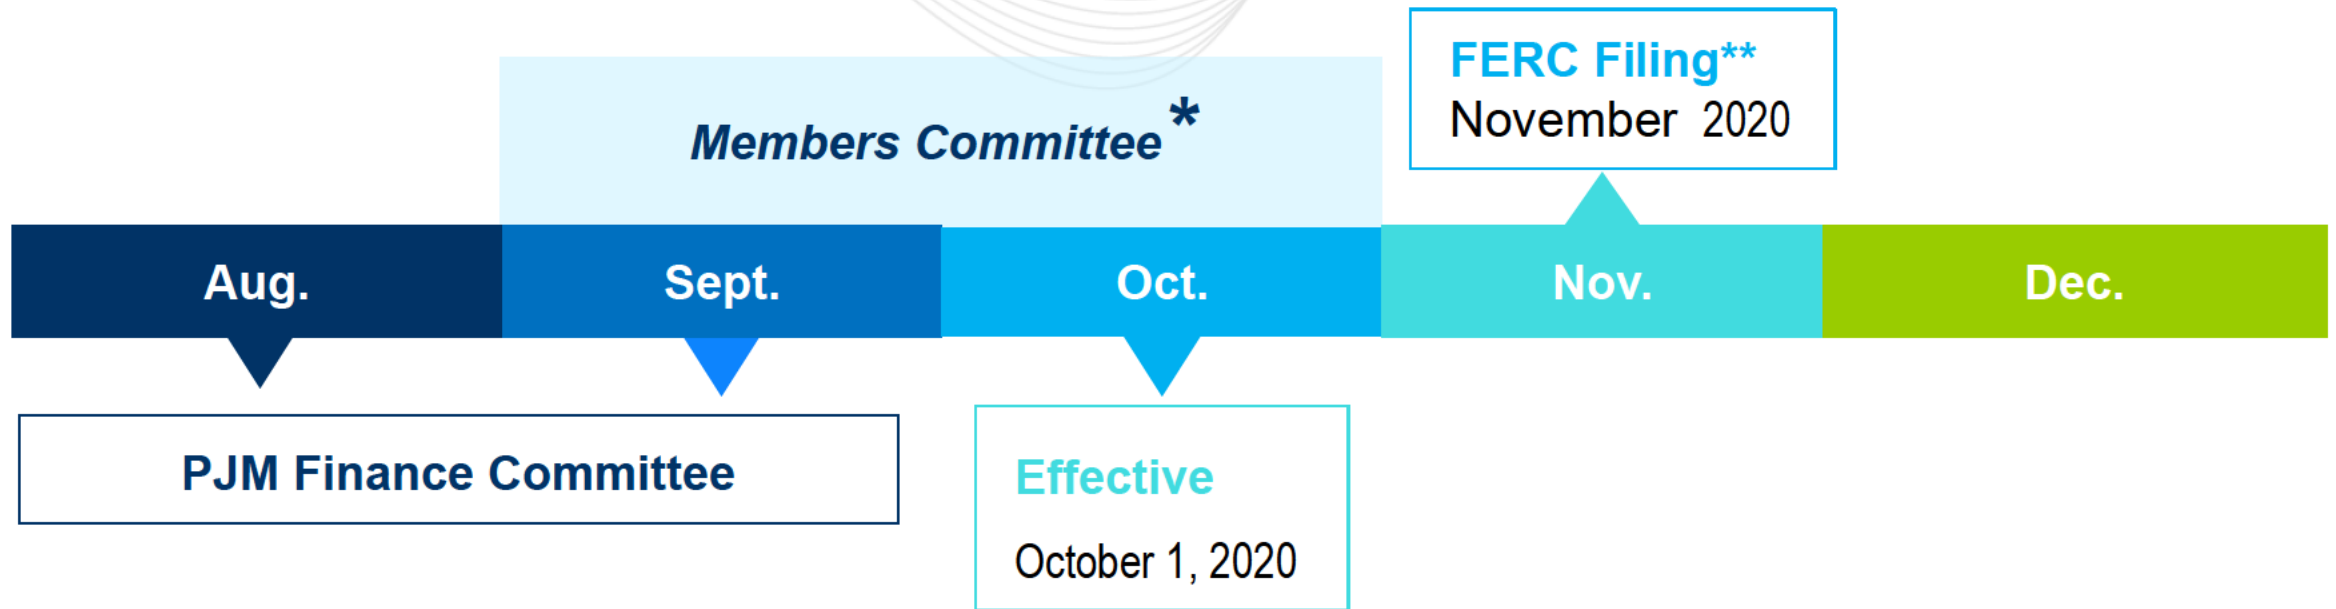 FERC Filing**
November 2020
Members Committee*
Aug.
Sept.
Oct.
Nov.
Dec.
PJM Finance Committee
Effective
October 1, 2020